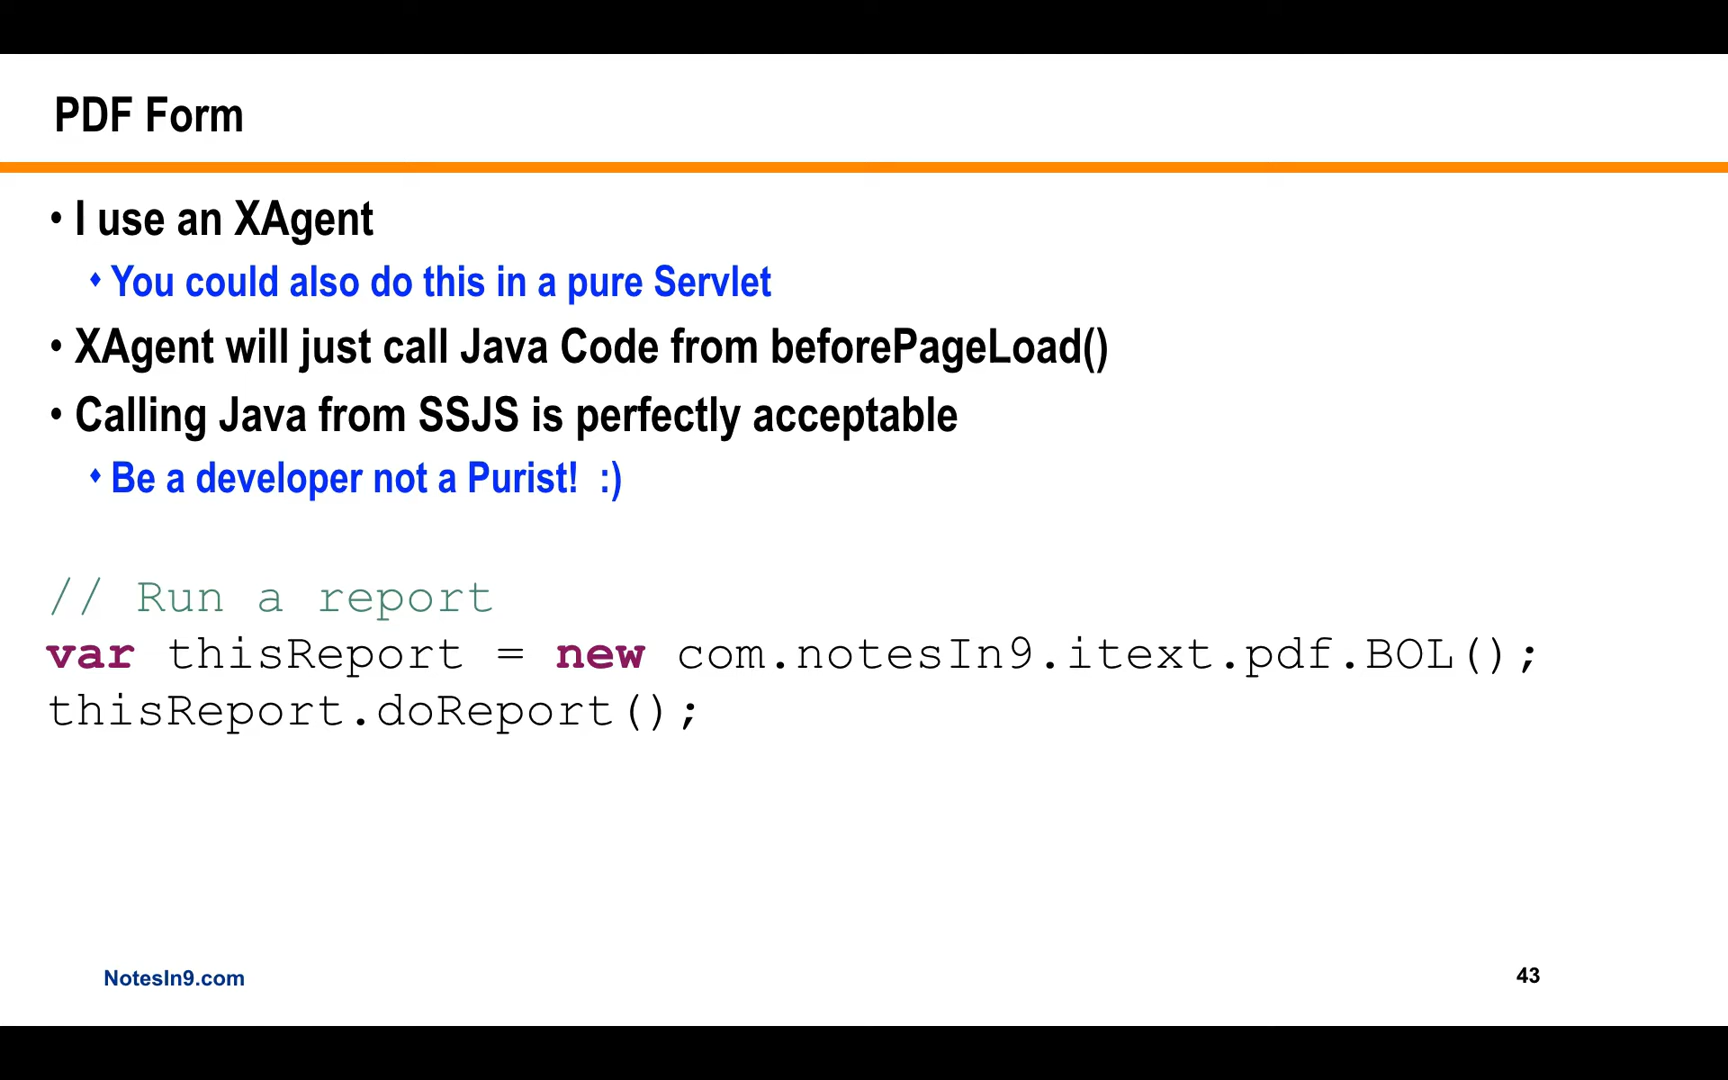 PDF Form
• I use an XAgent
♦ You could also do this in a pure Servlet
• XAgent will just call Java Code from beforePageLoad()
• Calling Java from SSJS is perfectly acceptable
♦ Be a developer not a Purist!  :)
// Run a report
var thisReport = new com.notesIn9.itext.pdf.BOL();
thisReport.doReport();
NotesIn9.com
43